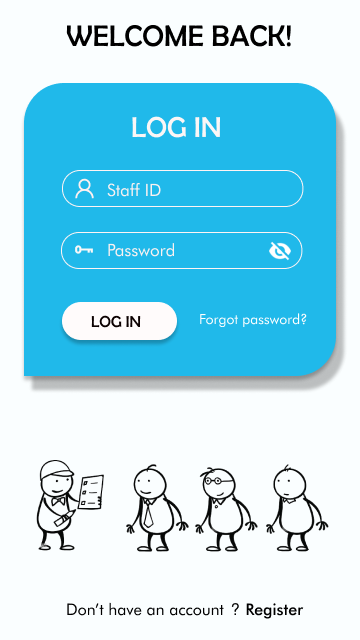 WELCOME BACK!
LOG IN
Staff ID
Password
LOG IN Forgot password?
Don't have an account ? Register